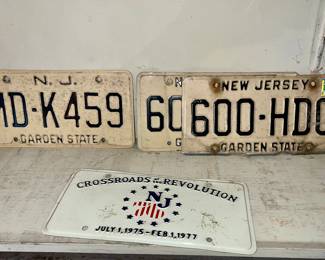 N.J.
MD-K459
GARDEN STATE
N
60
G
NEW JERSEY
600-HDO
GARDEN STATE
CROSSROADS OF THE REVOLUTION
NJ
JULY 1, 1975 - FEB. 1, 1977